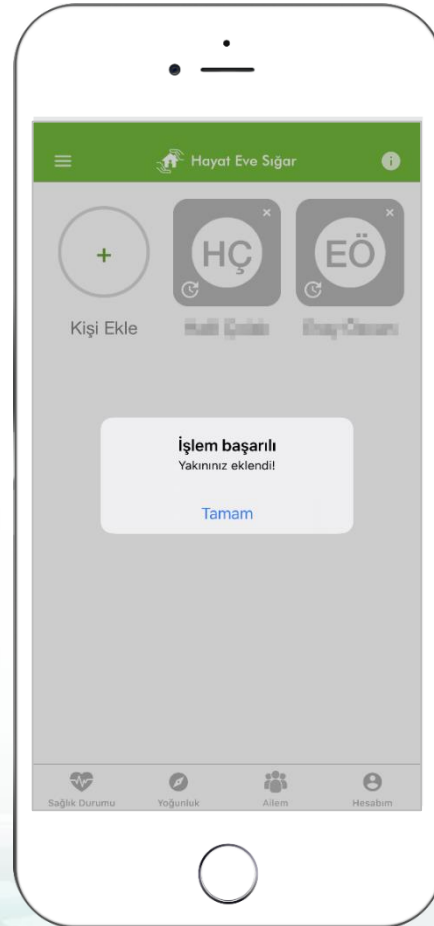 Hayat Eve Sığar
HÇ
EÖ
Kişi Ekle
İşlem başarılı
Yakınınız eklendi!
Tamam
Sağlık Durumu
Yoğunluk
Ailem
Hesabım